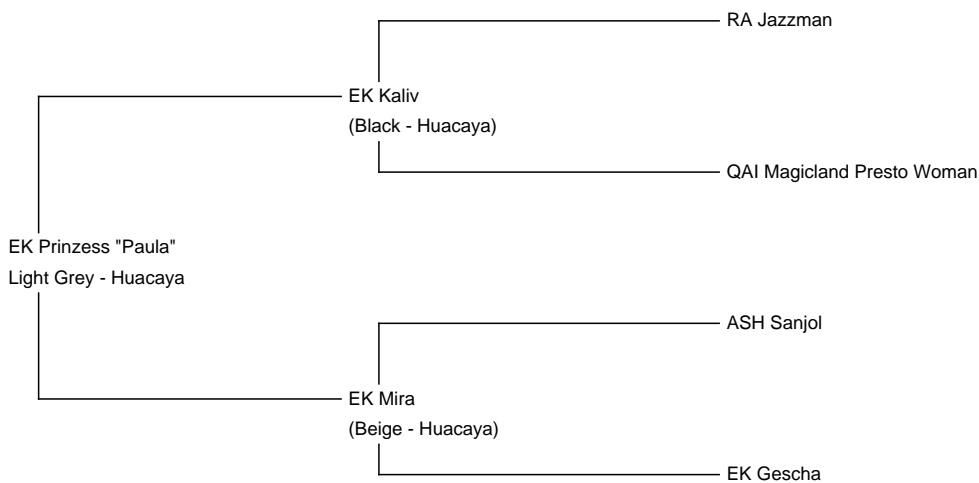 RA Jazzman
EK Kaliv
(Black - Huacaya)
QAI Magicland Presto Woman
EK Prinzess "Paula"
Light Grey - Huacaya
ASH Sanjol
EK Mira
(Beige - Huacaya)
EK Gescha